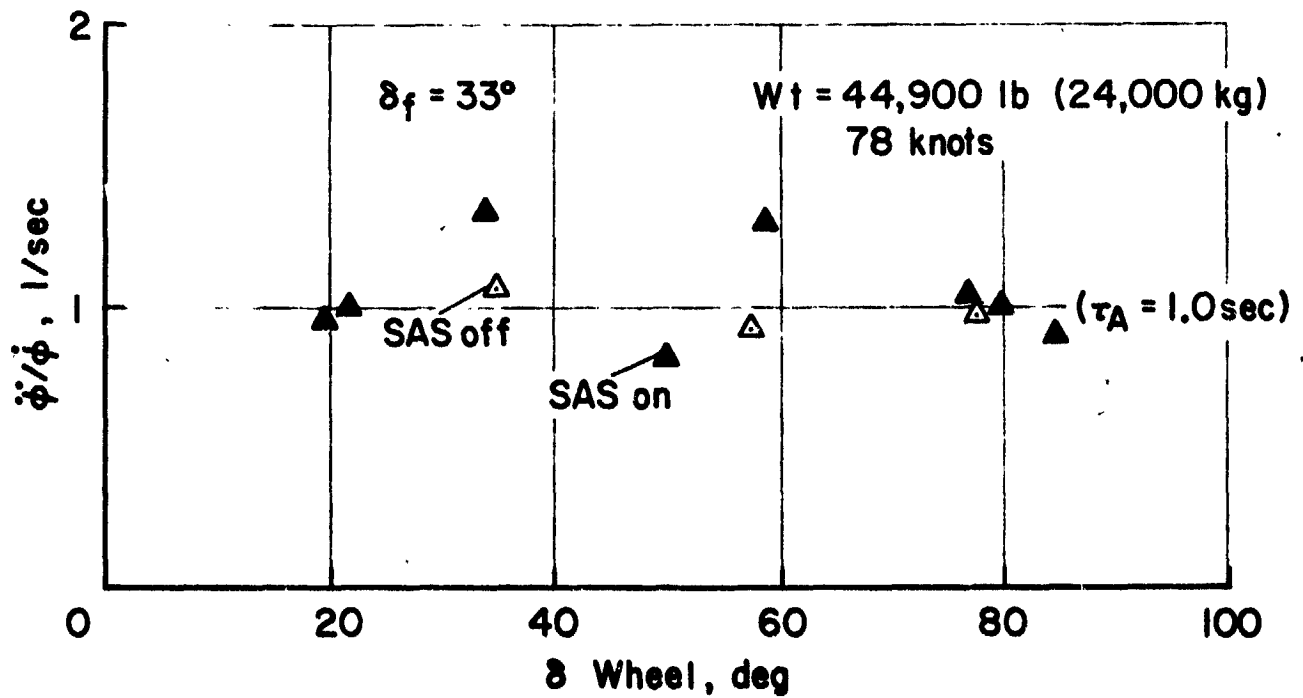 2
δf = 33°
Wt = 44,900 lb (24,000 kg)
78 knots
φ̈/φ̇, 1/sec
1
SAS off
(τA = 1.0 sec)
SAS on
0 20 40 60 80 100
δ Wheel, deg